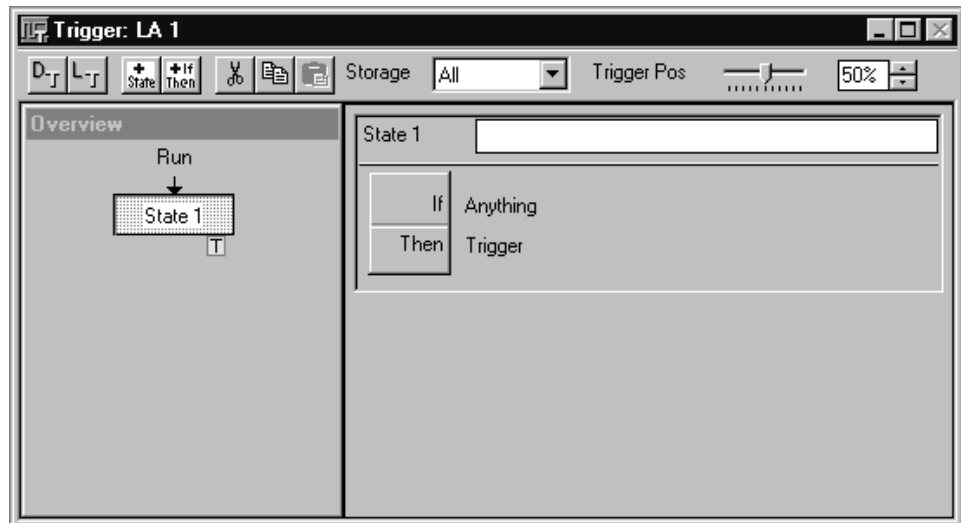 Trigger: LA 1
D L + State + If Then Storage All Trigger Pos 50%
Overview
Run
State 1
T
State 1
If Anything
Then Trigger